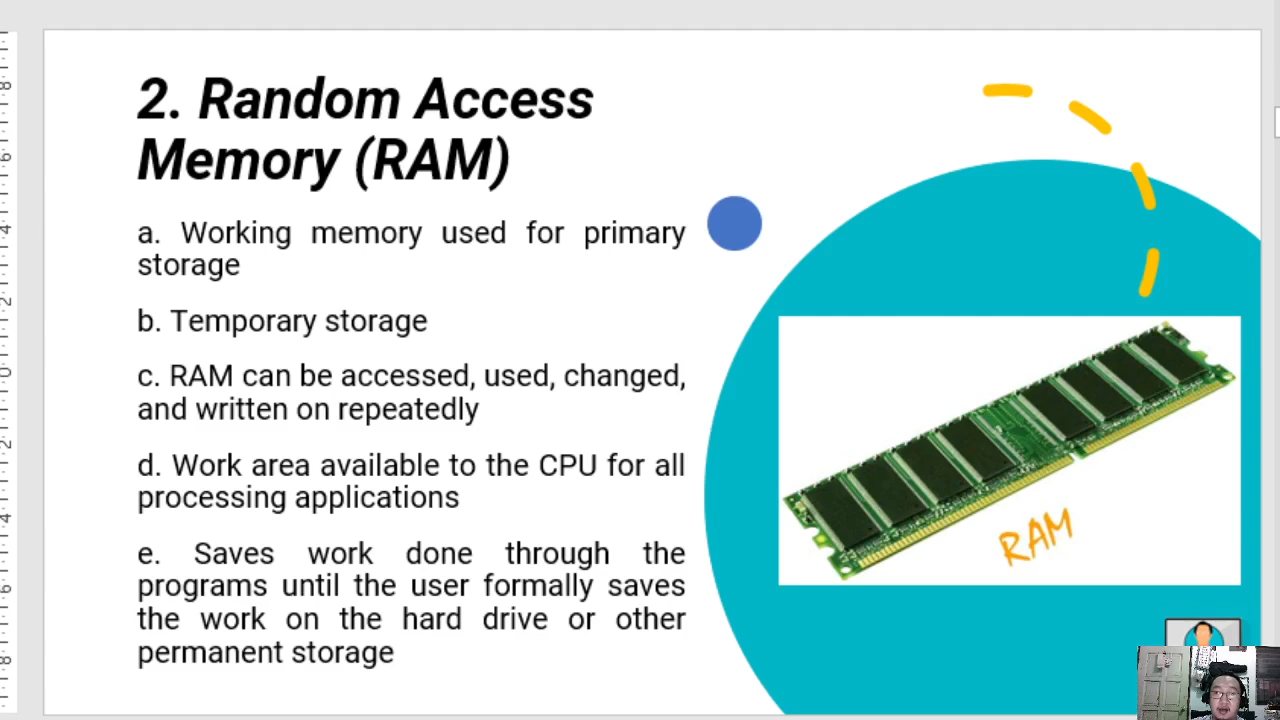 2. Random Access
Memory (RAM)
a. Working memory used for primary
storage
b. Temporary storage
c. RAM can be accessed, used, changed,
and written on repeatedly
d. Work area available to the CPU for all
processing applications
e. Saves work done through the
programs until the user formally saves
the work on the hard drive or other
permanent storage
RAM